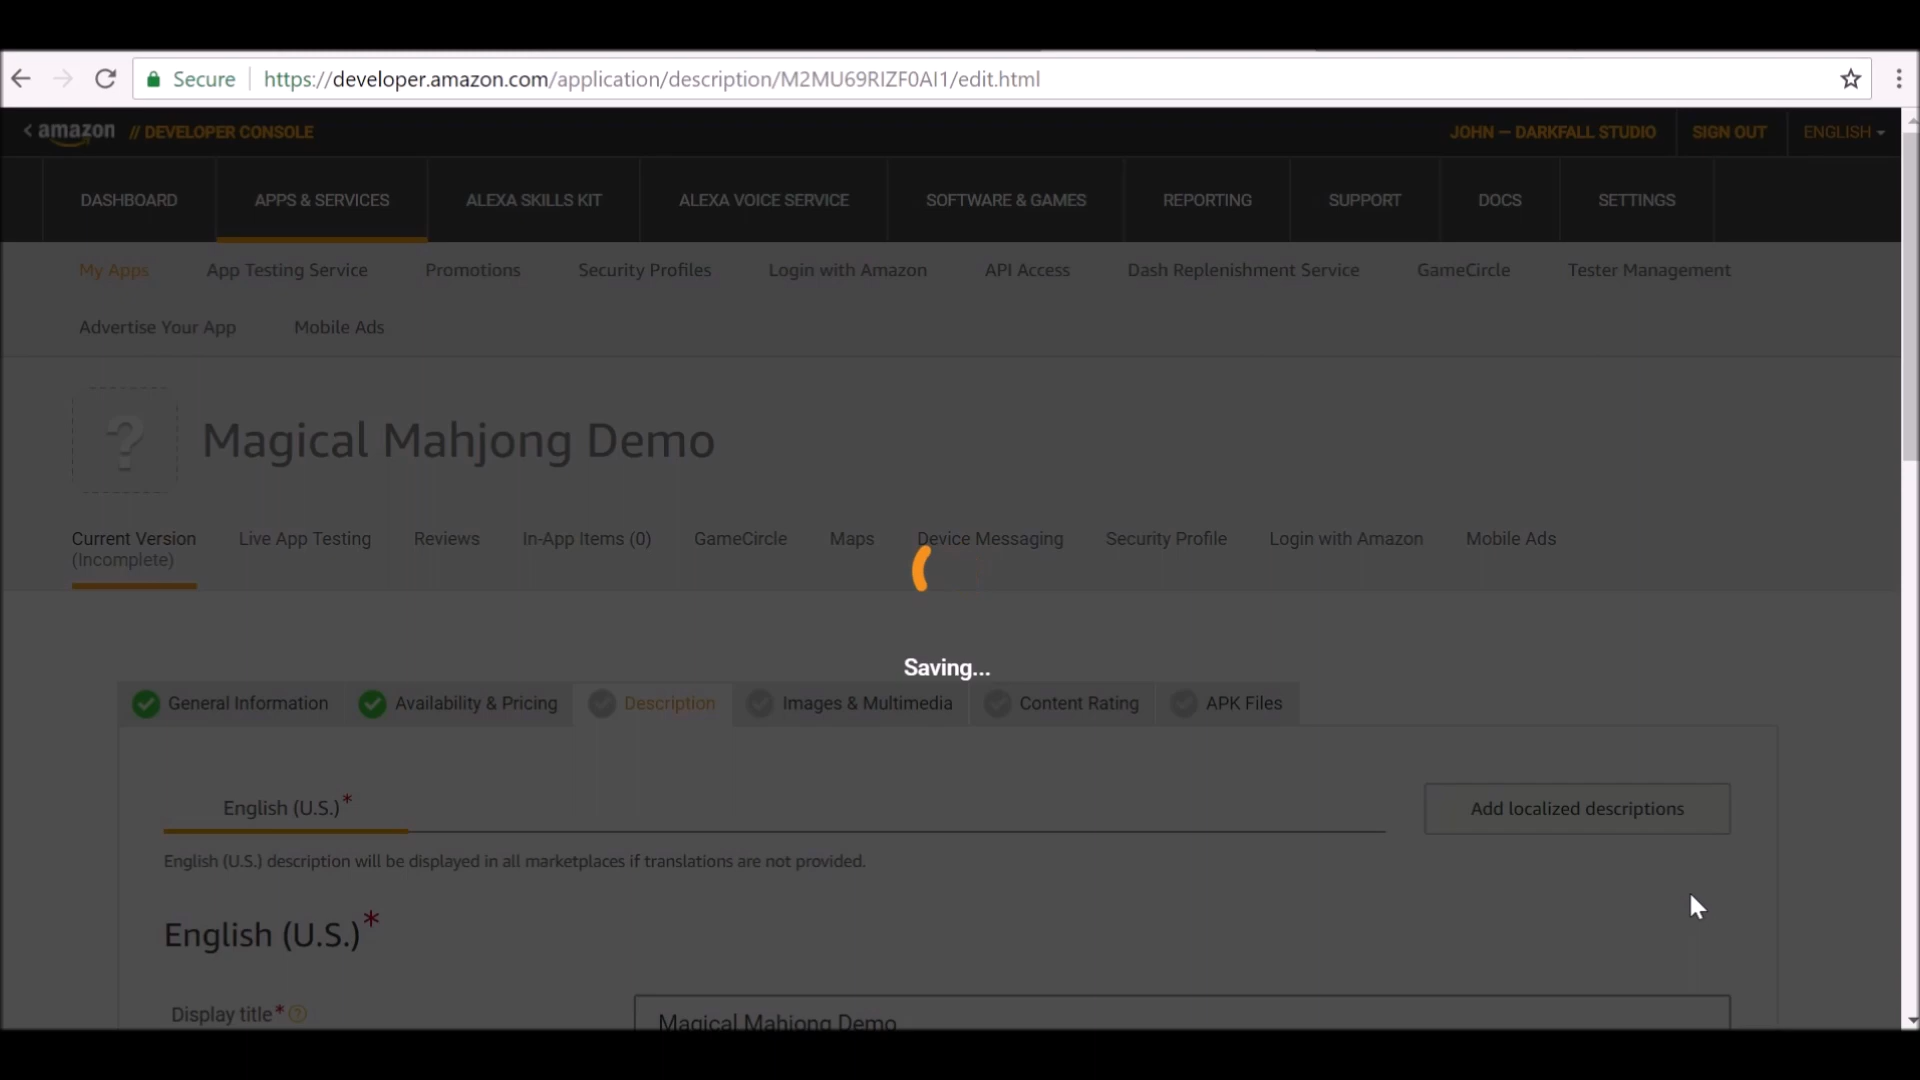 Secure https://developer.amazon.com/application/description/M2MU69RIZF0AI1/edit.html
< amazon // DEVELOPER CONSOLE JOHN — DARKFALL STUDIO SIGN OUT ENGLISH
DASHBOARD APPS & SERVICES ALEXA SKILLS KIT ALEXA VOICE SERVICE SOFTWARE & GAMES REPORTING SUPPORT DOCS SETTINGS
My Apps App Testing Service Promotions Security Profiles Login with Amazon API Access Dash Replenishment Service GameCircle Tester Management
Advertise Your App Mobile Ads
? Magical Mahjong Demo
Current Version Live App Testing Reviews In-App Items (0) GameCircle Maps Device Messaging Security Profile Login with Amazon Mobile Ads
(Incomplete)
Saving...
General Information Availability & Pricing Description Images & Multimedia Content Rating APK Files
English (U.S.)* Add localized descriptions
English (U.S.) description will be displayed in all marketplaces if translations are not provided.
English (U.S.)*
Display title* ? Magical Mahjong Demo